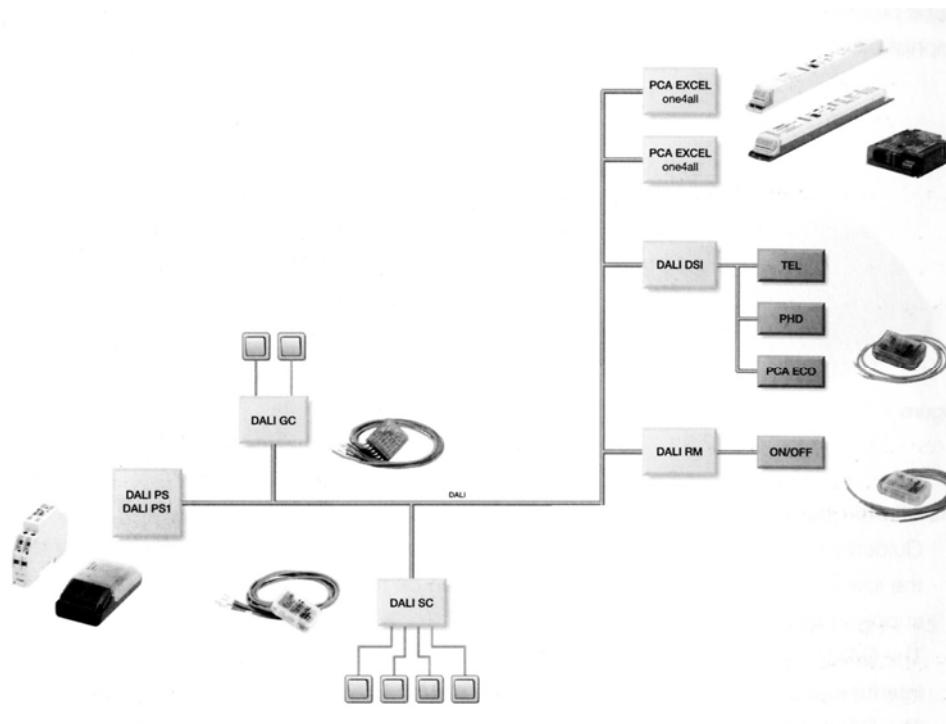 PCA EXCEL
one4all
PCA EXCEL
one4all
DALI DSI
TEL
PHD
PCA ECO
DALI GC
DALI RM
ON/OFF
DALI PS
DALI PS1
DALI
DALI SC